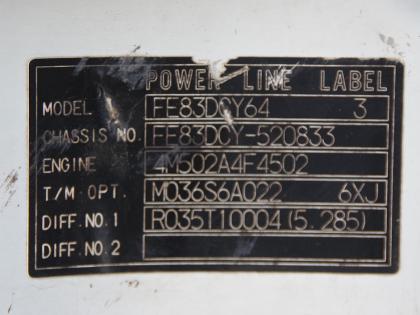 POWER LINE LABEL
MODEL FE83DCY64 3
CHASSIS NO. FE83DCY-520833
ENGINE 4M502A4F4502
T/M OPT. M036S6A022 6XJ
DIFF. NO. 1 R035T10004 (5.285)
DIFF. NO. 2